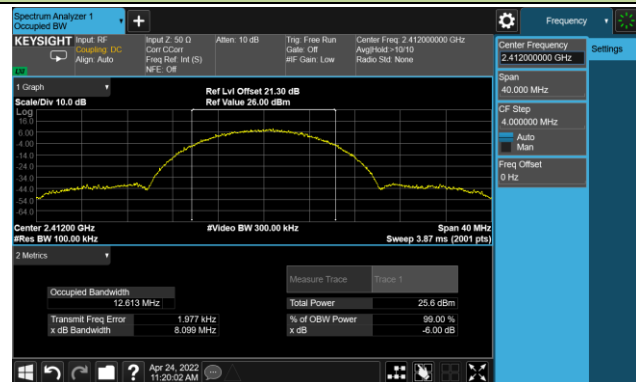 Spectrum Analyzer 1
Occupied BW
Frequency
KEYSIGHT
Input: RF
Coupling: DC
Align: Auto
Input Z: 50 Ω
Corr CCorr
Freq Ref: Int (S)
NFE: Off
Atten: 10 dB
Trig: Free Run
Gate: Off
#IF Gain: Low
Center Freq: 2.412000000 GHz
Avg|Hold:>10/10
Radio Std: None
Center Frequency
2.412000000 GHz
Settings
Span
40.000 MHz
CF Step
4.000000 MHz
Auto
Man
Freq Offset
0 Hz
1 Graph
Scale/Div 10.0 dB
Ref Lvl Offset 21.30 dB
Ref Value 26.00 dBm
Log
16.0
6.00
-4.00
-14.0
-24.0
-34.0
-44.0
-54.0
-64.0
Center 2.41200 GHz
#Res BW 100.00 kHz
#Video BW 300.00 kHz
Span 40 MHz
Sweep 3.87 ms (2001 pts)
2 Metrics
Measure Trace
Trace 1
Occupied Bandwidth
12.613 MHz
Total Power
25.6 dBm
Transmit Freq Error
1.977 kHz
% of OBW Power
99.00 %
x dB Bandwidth
8.099 MHz
x dB
-6.00 dB
Apr 24, 2022
11:20:02 AM